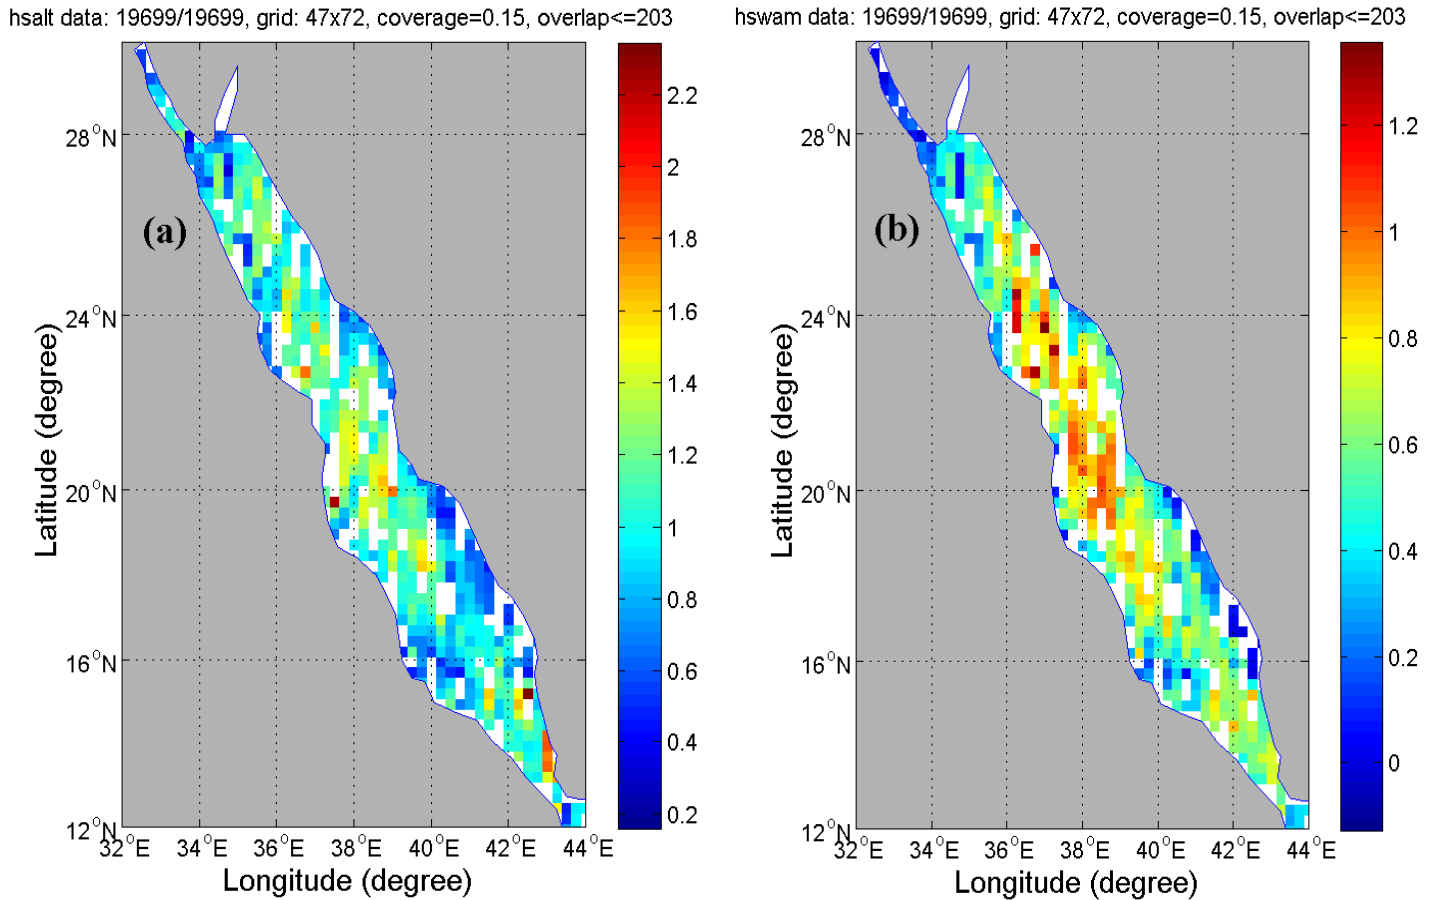 hsalt data: 19699/19699, grid: 47x72, coverage=0.15, overlap<=203
(a)
28°N
24°N
20°N
16°N
12°N
32°E 34°E 36°E 38°E 40°E 42°E 44°E
Latitude (degree)
Longitude (degree)
2.2
2
1.8
1.6
1.4
1.2
1
0.8
0.6
0.4
0.2
hswam data: 19699/19699, grid: 47x72, coverage=0.15, overlap<=203
(b)
28°N
24°N
20°N
16°N
12°N
32°E 34°E 36°E 38°E 40°E 42°E 44°E
Latitude (degree)
Longitude (degree)
1.2
1
0.8
0.6
0.4
0.2
0